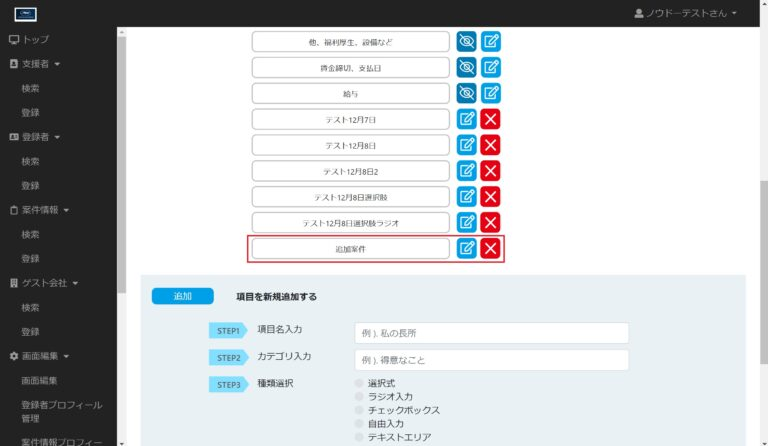 ノウドーテストさん
トップ
支援者
検索
登録
登録者
検索
登録
案件情報
検索
登録
ゲスト会社
検索
登録
画面編集
画面編集
登録者プロフィール
管理
案件情報プロフィー
他、福利厚生、設備など
賃金締切、支払日
給与
テスト12月7日
テスト12月8日
テスト12月8日2
テスト12月8日選択肢
テスト12月8日選択肢ラジオ
追加案件
追加
項目を新規追加する
STEP1
項目名入力
例 ). 私の長所
STEP2
カテゴリ入力
例 ). 得意なこと
STEP3
種類選択
選択式
ラジオ入力
チェックボックス
自由入力
テキストエリア